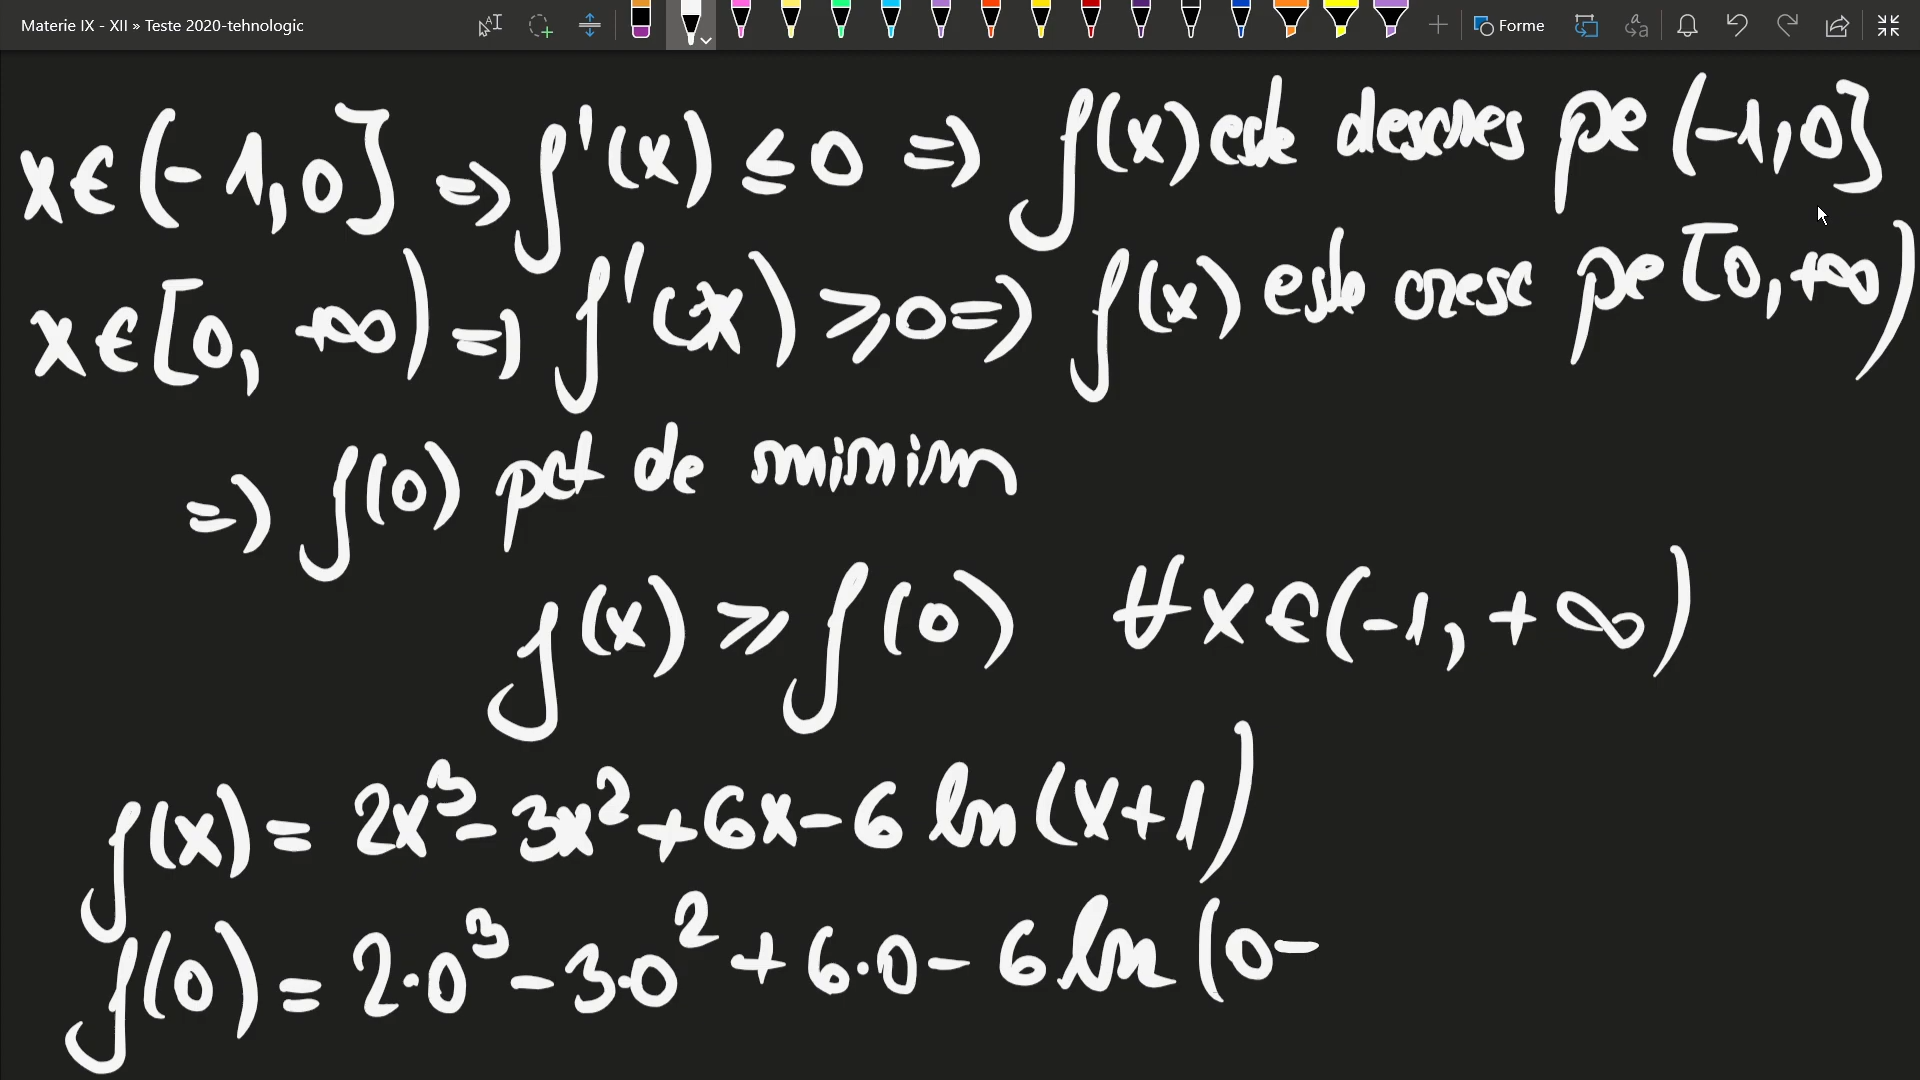 Materie IX - XII » Teste 2020-tehnologic
Forme
x∈(-1,0] => f'(x) ≤ 0 => f(x) este descres pe (-1,0]
x∈[0, +∞) => f'(x) ⩾ 0 => f(x) este cresc pe [0,+∞)
=> f(0) pct de minim
f(x) ⩾ f(0) ∀x∈(-1, +∞)
f(x) = 2x³ - 3x² + 6x - 6 ln(x+1)
f(0) = 2·0³ - 3·0² + 6·0 - 6 ln(0-